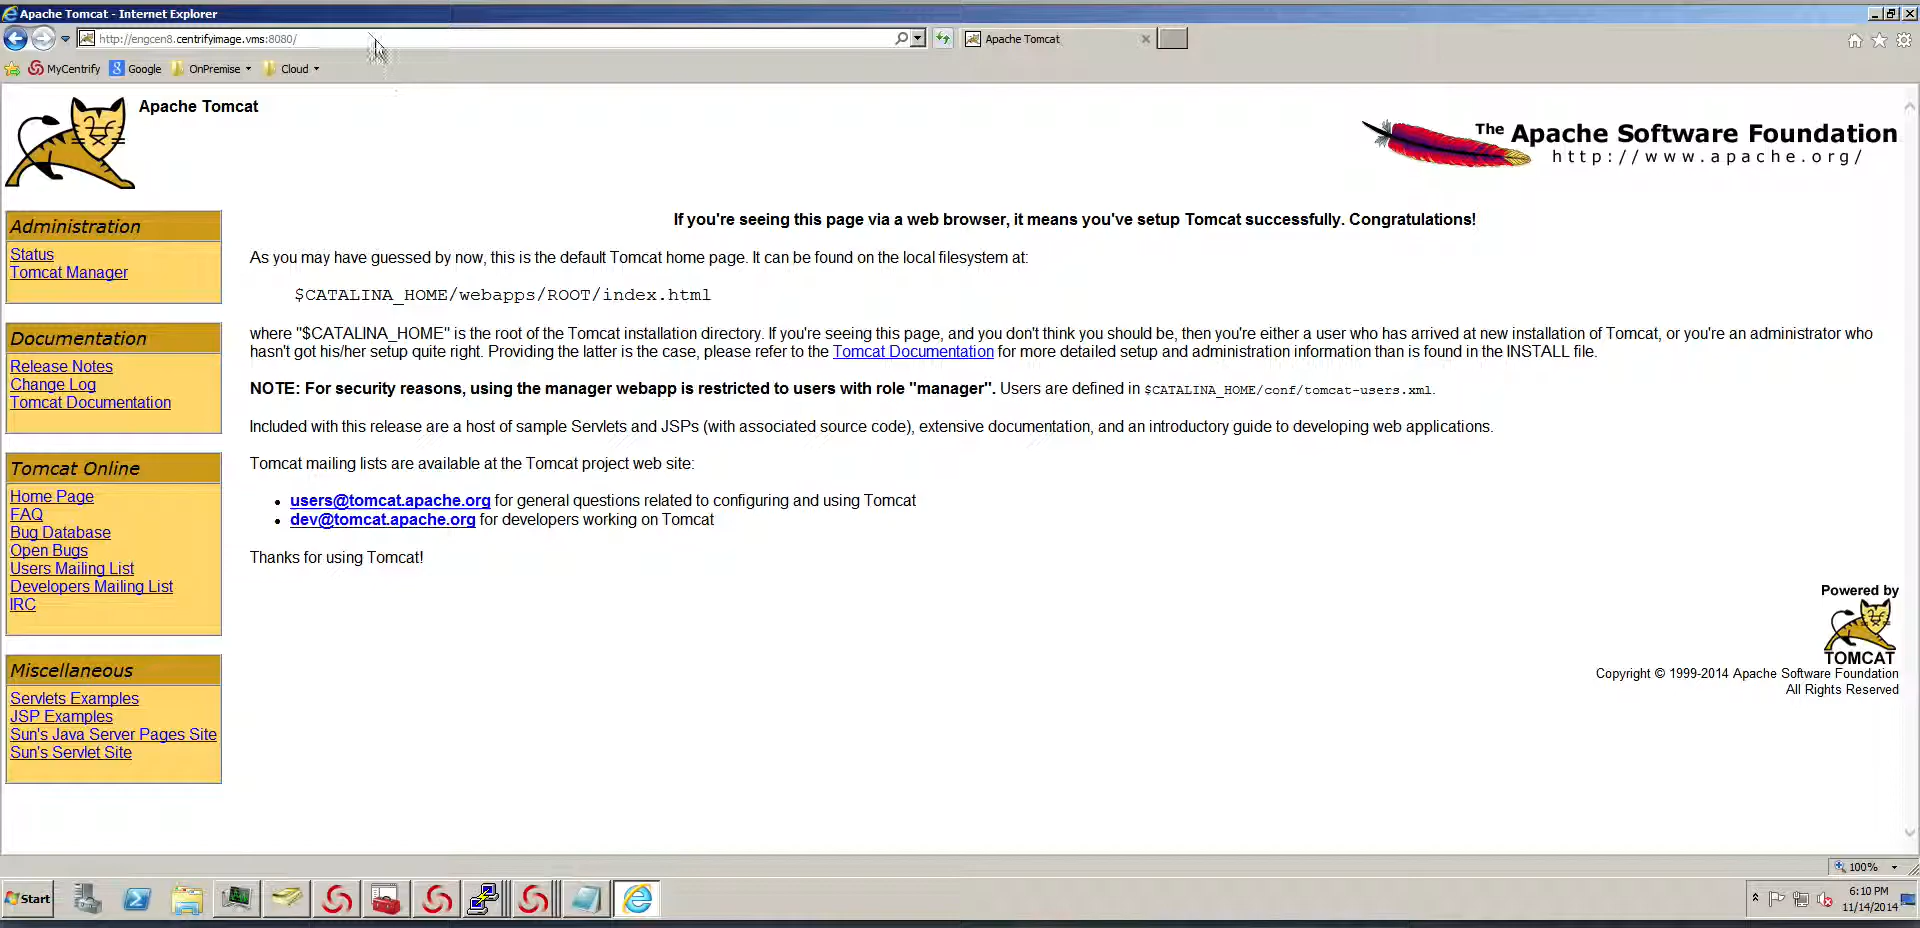 Apache Tomcat - Internet Explorer
http://engcen8.centrifyimage.vms:8080/
Apache Tomcat
MyCentrify
Google
OnPremise
Cloud
Apache Tomcat
The Apache Software Foundation
http://www.apache.org/
Administration
Status
Tomcat Manager
Documentation
Release Notes
Change Log
Tomcat Documentation
Tomcat Online
Home Page
FAQ
Bug Database
Open Bugs
Users Mailing List
Developers Mailing List
IRC
Miscellaneous
Servlets Examples
JSP Examples
Sun's Java Server Pages Site
Sun's Servlet Site
If you're seeing this page via a web browser, it means you've setup Tomcat successfully. Congratulations!
As you may have guessed by now, this is the default Tomcat home page. It can be found on the local filesystem at:
$CATALINA_HOME/webapps/ROOT/index.html
where "$CATALINA_HOME" is the root of the Tomcat installation directory. If you're seeing this page, and you don't think you should be, then you're either a user who has arrived at new installation of Tomcat, or you're an administrator who
hasn't got his/her setup quite right. Providing the latter is the case, please refer to the Tomcat Documentation for more detailed setup and administration information than is found in the INSTALL file.
NOTE: For security reasons, using the manager webapp is restricted to users with role "manager". Users are defined in $CATALINA_HOME/conf/tomcat-users.xml.
Included with this release are a host of sample Servlets and JSPs (with associated source code), extensive documentation, and an introductory guide to developing web applications.
Tomcat mailing lists are available at the Tomcat project web site:
• users@tomcat.apache.org for general questions related to configuring and using Tomcat
• dev@tomcat.apache.org for developers working on Tomcat
Thanks for using Tomcat!
Powered by
TOMCAT
Copyright © 1999-2014 Apache Software Foundation
All Rights Reserved
100%
Start
6:10 PM
11/14/2014